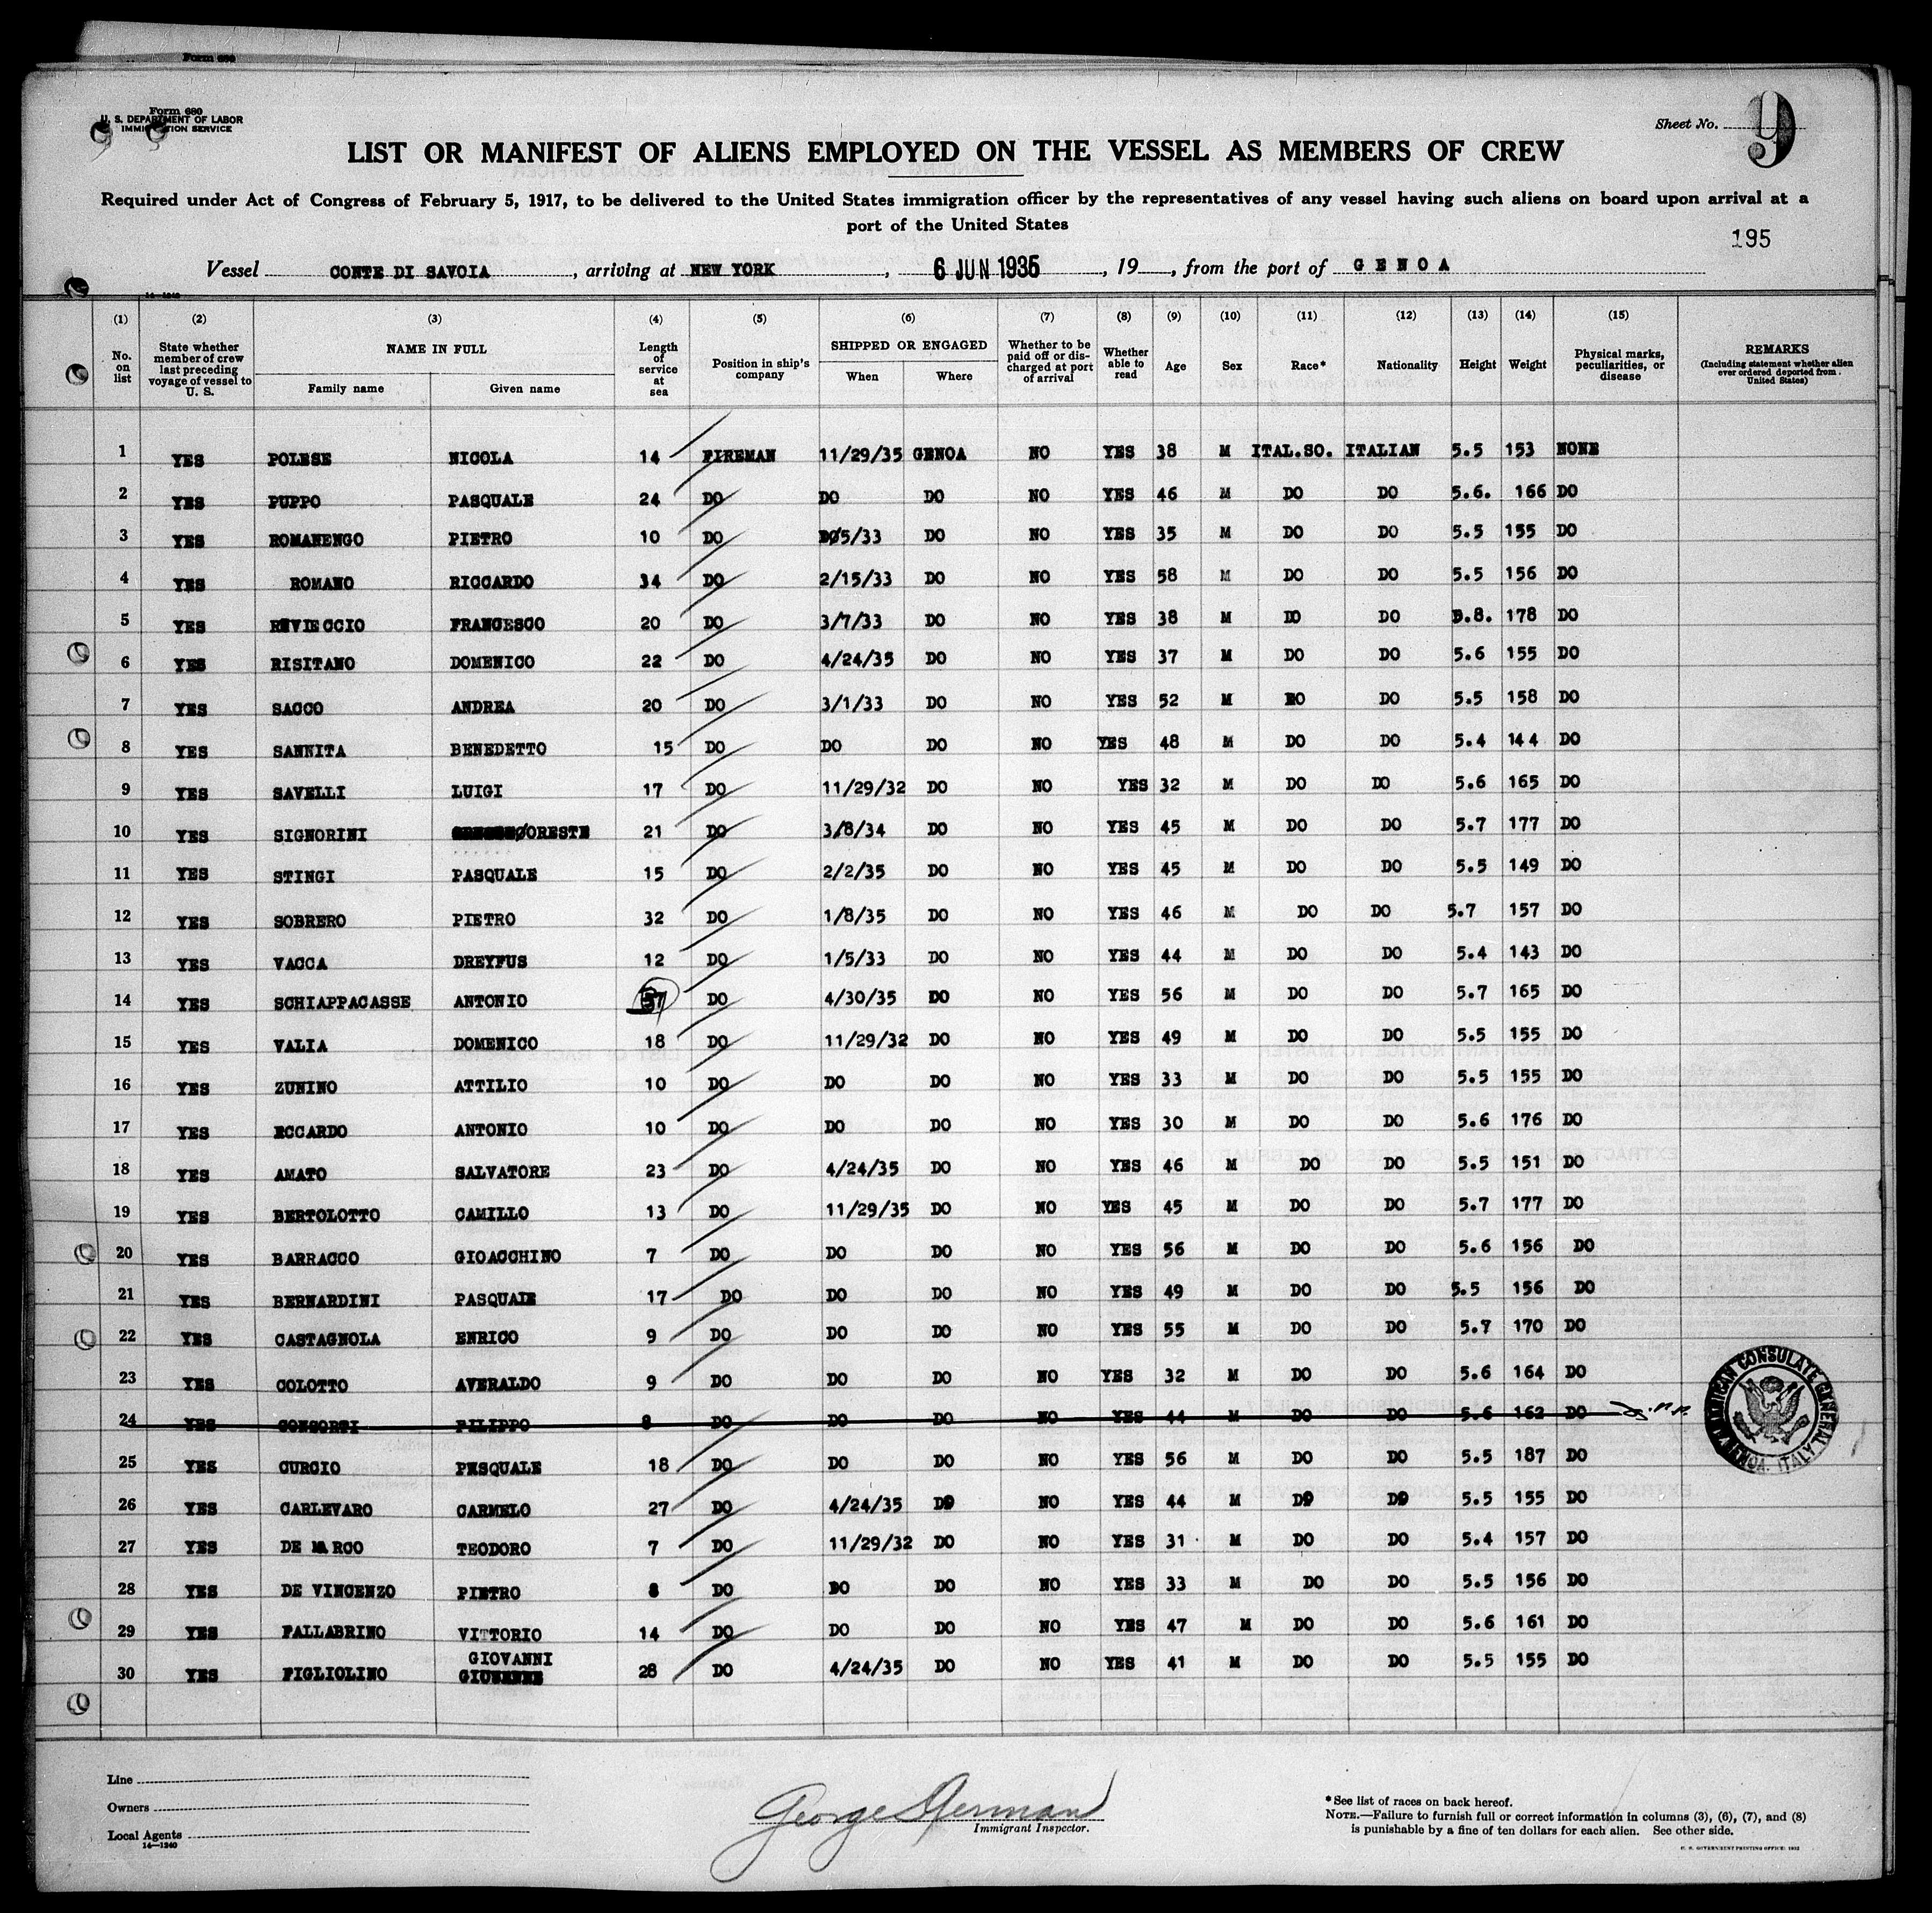 Form 680
Form 680
U. S. DEPARTMENT OF LABOR
IMMIGRATION SERVICE
Sheet No. 9
LIST OR MANIFEST OF ALIENS EMPLOYED ON THE VESSEL AS MEMBERS OF CREW
Required under Act of Congress of February 5, 1917, to be delivered to the United States immigration officer by the representatives of any vessel having such aliens on board upon arrival at a
port of the United States
195
Vessel CONTE DI SAVOIA, arriving at NEW YORK, 6 JUN 1935, 19, from the port of GENOA
14—1240
(1) (2) (3) (4) (5) (6) (7) (8) (9) (10) (11) (12) (13) (14) (15)
No. on list | State whether member of crew last preceding voyage of vessel to U. S. | NAME IN FULL Family name Given name | Length of service at sea | Position in ship's company | SHIPPED OR ENGAGED When Where | Whether to be paid off or discharged at port of arrival | Whether able to read | Age | Sex | Race* | Nationality | Height | Weight | Physical marks, peculiarities, or disease | REMARKS (Including statement whether alien ever ordered deported from United States)
1 YES POLESE NICOLA 14 FIREMAN 11/29/35 GENOA NO YES 38 M ITAL.SO. ITALIAN 5.5 153 NONE
2 YES PUPPO PASQUALE 24 DO DO DO NO YES 46 M DO DO 5.6. 166 DO
3 YES ROMANENGO PIETRO 10 DO 5/33 DO NO YES 35 M DO DO 5.5 155 DO
4 YES ROMANO RICCARDO 34 DO 2/15/33 DO NO YES 58 M DO DO 5.5 156 DO
5 YES REVIECCIO FRANCESCO 20 DO 3/7/33 DO NO YES 38 M DO DO 5.8. 178 DO
6 YES RISITANO DOMENICO 22 DO 4/24/35 DO NO YES 37 M DO DO 5.6 155 DO
7 YES SACCO ANDREA 20 DO 3/1/33 DO NO YES 52 M DO DO 5.5 158 DO
8 YES SANNITA BENEDETTO 15 DO DO DO NO YES 48 M DO DO 5.4 144 DO
9 YES SAVELLI LUIGI 17 DO 11/29/32 DO NO YES 32 M DO DO 5.6 165 DO
10 YES SIGNORINI ORESTE 21 DO 3/8/34 DO NO YES 45 M DO DO 5.7 177 DO
11 YES STINGI PASQUALE 15 DO 2/2/35 DO NO YES 45 M DO DO 5.5 149 DO
12 YES SOBRERO PIETRO 32 DO 1/8/35 DO NO YES 46 M DO DO 5.7 157 DO
13 YES VACCA DREYFUS 12 DO 1/5/33 DO NO YES 44 M DO DO 5.4 143 DO
14 YES SCHIAPPACASSE ANTONIO 37 DO 4/30/35 DO NO YES 56 M DO DO 5.7 165 DO
15 YES VALIA DOMENICO 18 DO 11/29/32 DO NO YES 49 M DO DO 5.5 155 DO
16 YES ZUNINO ATTILIO 10 DO DO DO NO YES 33 M DO DO 5.5 155 DO
17 YES ECCARDO ANTONIO 10 DO DO DO NO YES 30 M DO DO 5.6 176 DO
18 YES AMATO SALVATORE 23 DO 4/24/35 DO NO YES 46 M DO DO 5.5 151 DO
19 YES BERTOLOTTO CAMILLO 13 DO 11/29/35 DO NO YES 45 M DO DO 5.7 177 DO
20 YES BARRACCO GIOACCHINO 7 DO DO DO NO YES 56 M DO DO 5.6 156 DO
21 YES BERNARDINI PASQUALE 17 DO DO DO NO YES 49 M DO DO 5.5 156 DO
22 YES CASTAGNOLA ENRICO 9 DO DO DO NO YES 55 M DO DO 5.7 170 DO
23 YES COLOTTO AVERALDO 9 DO DO DO NO YES 32 M DO DO 5.6 164 DO
24 YES CONSORTI FILIPPO 8 DO DO DO NO YES 44 M DO DO 5.6 162 DO
25 YES CURCIO PESQUALE 18 DO DO DO NO YES 56 M DO DO 5.5 187 DO
26 YES CARLEVARO CARMELO 27 DO 4/24/35 DO NO YES 44 M DO DO 5.5 155 DO
27 YES DE MARCO TEODORO 7 DO 11/29/32 DO NO YES 31 M DO DO 5.4 157 DO
28 YES DE VINCENZO PIETRO 8 DO DO DO NO YES 33 M DO DO 5.5 156 DO
29 YES FALLABRINO VITTORIO 14 DO DO DO NO YES 47 M DO DO 5.6 161 DO
30 YES FIGLIOLINO GIOVANNI 28 DO 4/24/35 DO NO YES 41 M DO DO 5.5 155 DO
AMERICAN CONSULATE GENERAL GENOA, ITALY
Line
Owners
Local Agents
14—1240
George German
Immigrant Inspector.
*See list of races on back hereof.
NOTE.—Failure to furnish full or correct information in columns (3), (6), (7), and (8)
is punishable by a fine of ten dollars for each alien. See other side.
U. S. GOVERNMENT PRINTING OFFICE: 1932